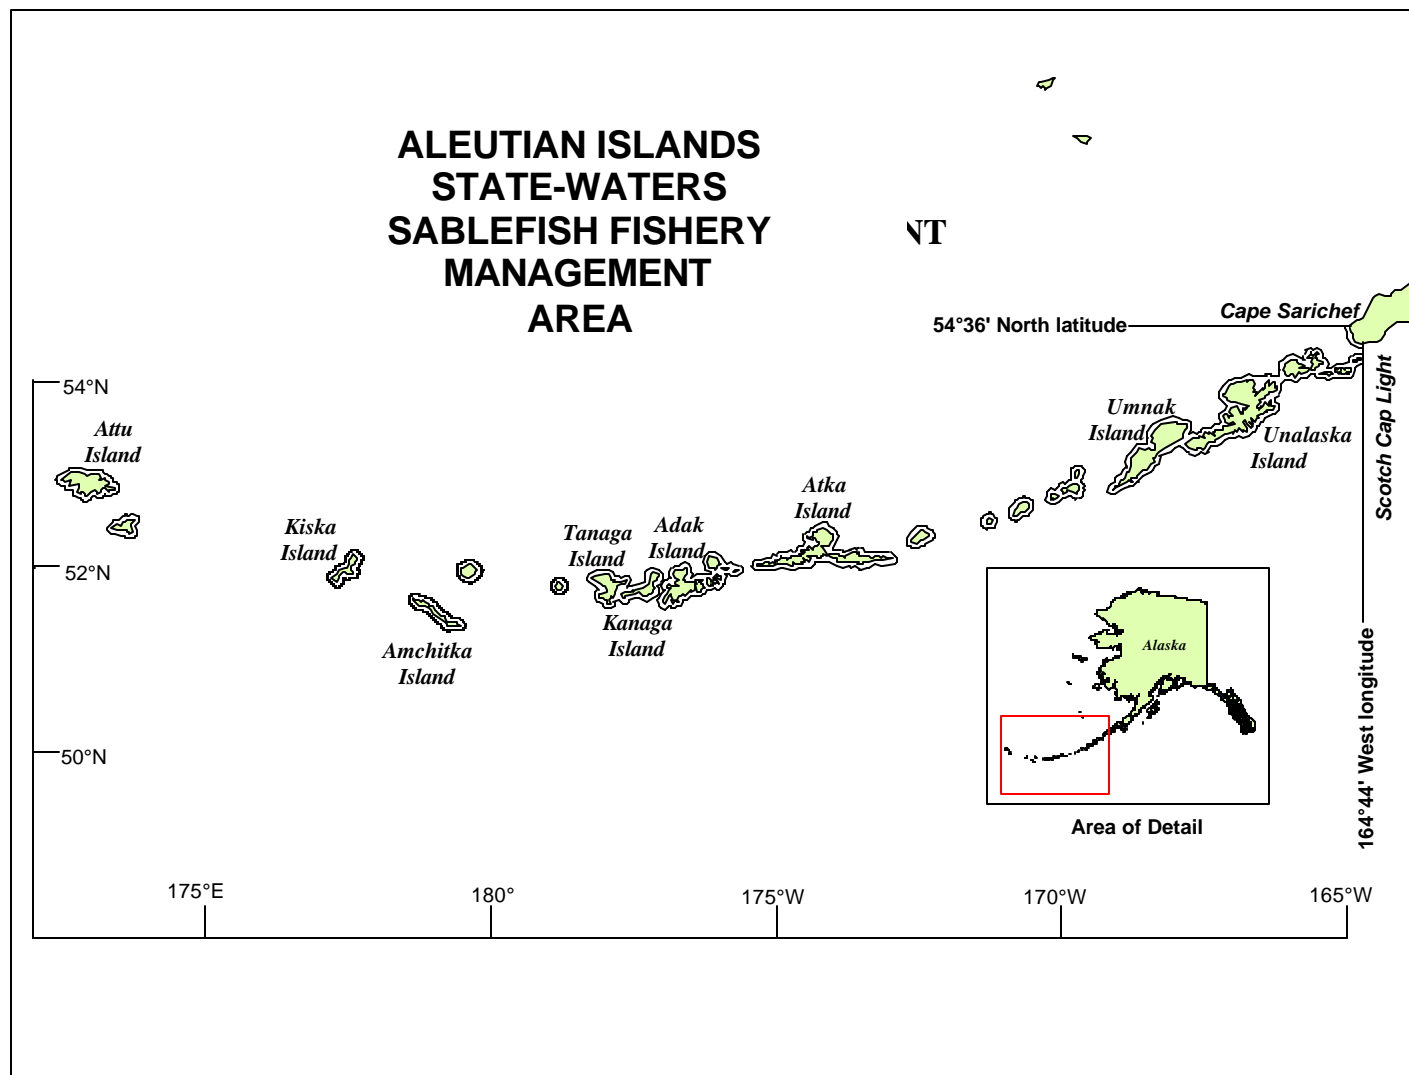 ALEUTIAN ISLANDS
STATE-WATERS
SABLEFISH FISHERY
MANAGEMENT
AREA
NT
Cape Sarichef
54°36' North latitude
Scotch Cap Light
164°44' West longitude
54°N
52°N
50°N
Attu
Island
Kiska
Island
Amchitka
Island
Tanaga
Island
Adak
Island
Kanaga
Island
Atka
Island
Umnak
Island
Unalaska
Island
Alaska
Area of Detail
175°E
180°
175°W
170°W
165°W